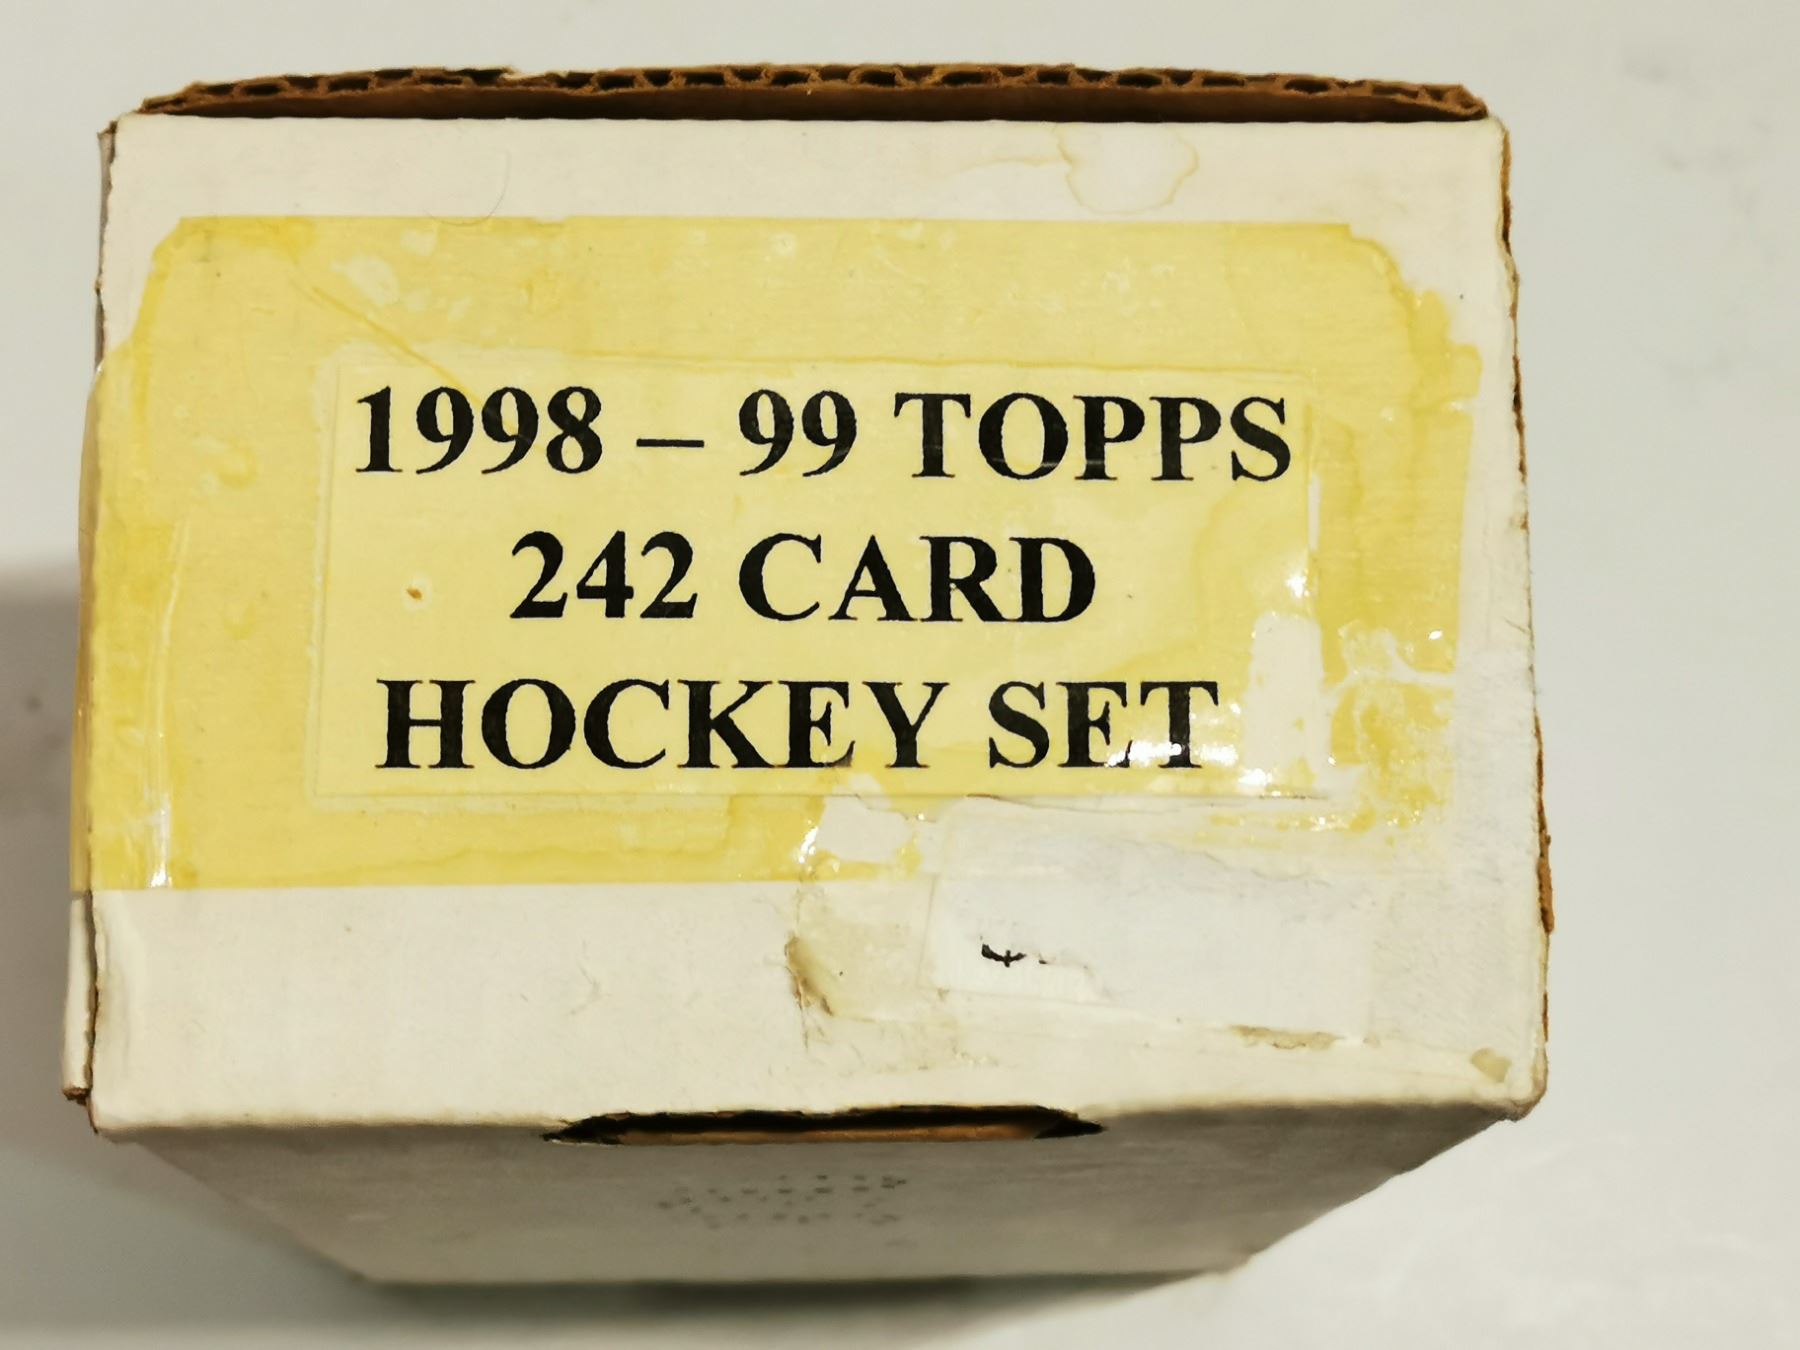 1998 – 99 TOPPS
242 CARD
HOCKEY SET